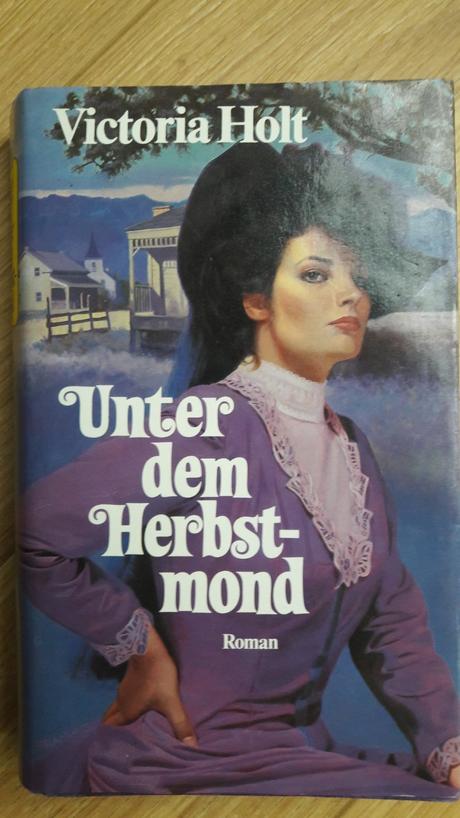 Victoria Holt
Unter
dem
Herbst-
mond
Roman